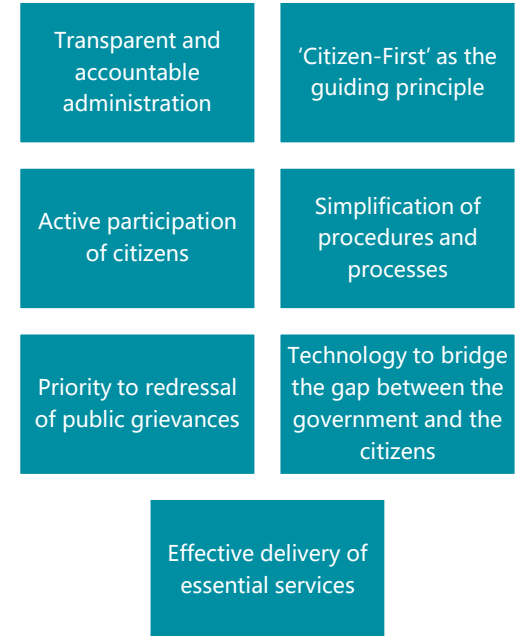 Transparent and
accountable
administration
‘Citizen-First’ as the
guiding principle
Active participation
of citizens
Simplification of
procedures and
processes
Priority to redressal
of public grievances
Technology to bridge
the gap between the
government and the
citizens
Effective delivery of
essential services